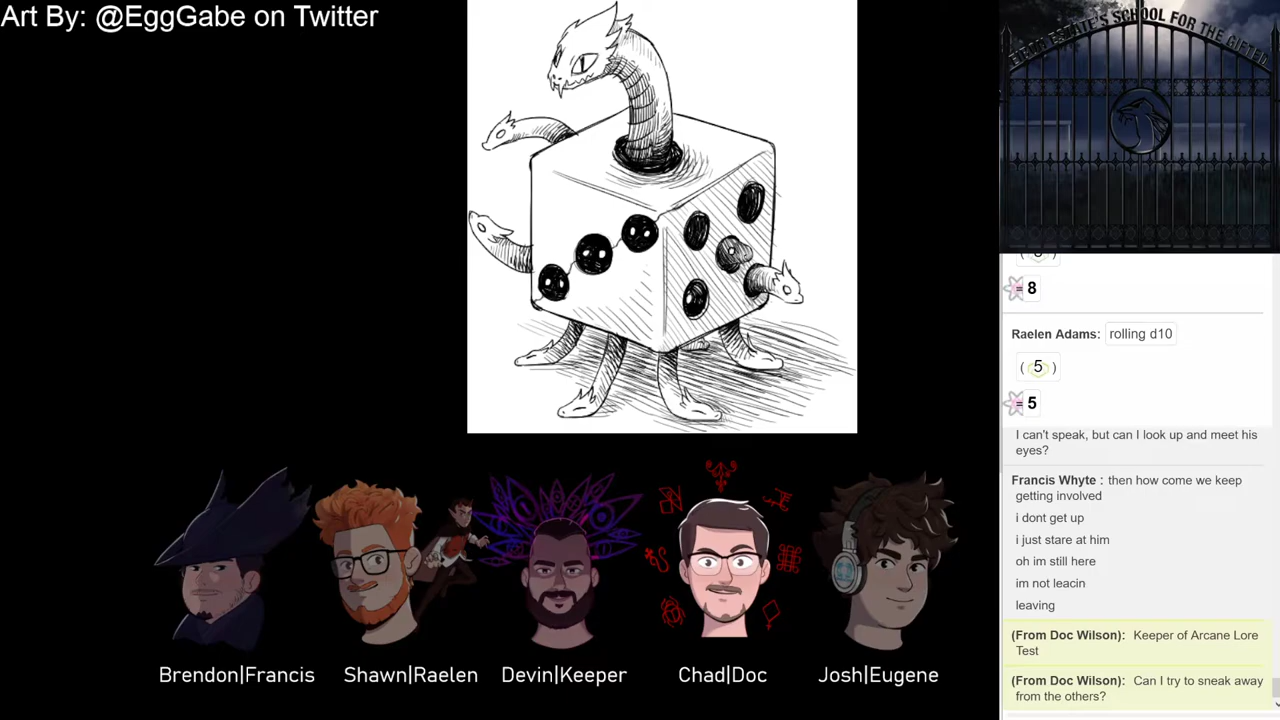 Art By: @EggGabe on Twitter
ESTATE'S SCHOOL FOR THE GIFTED
= 8
Raelen Adams: rolling d10
( 5 )
= 5
I can't speak, but can I look up and meet his
eyes?
Francis Whyte : then how come we keep
getting involved
i dont get up
i just stare at him
oh im still here
im not leacin
leaving
(From Doc Wilson): Keeper of Arcane Lore
Test
(From Doc Wilson): Can I try to sneak away
from the others?
Brendon|Francis
Shawn|Raelen
Devin|Keeper
Chad|Doc
Josh|Eugene